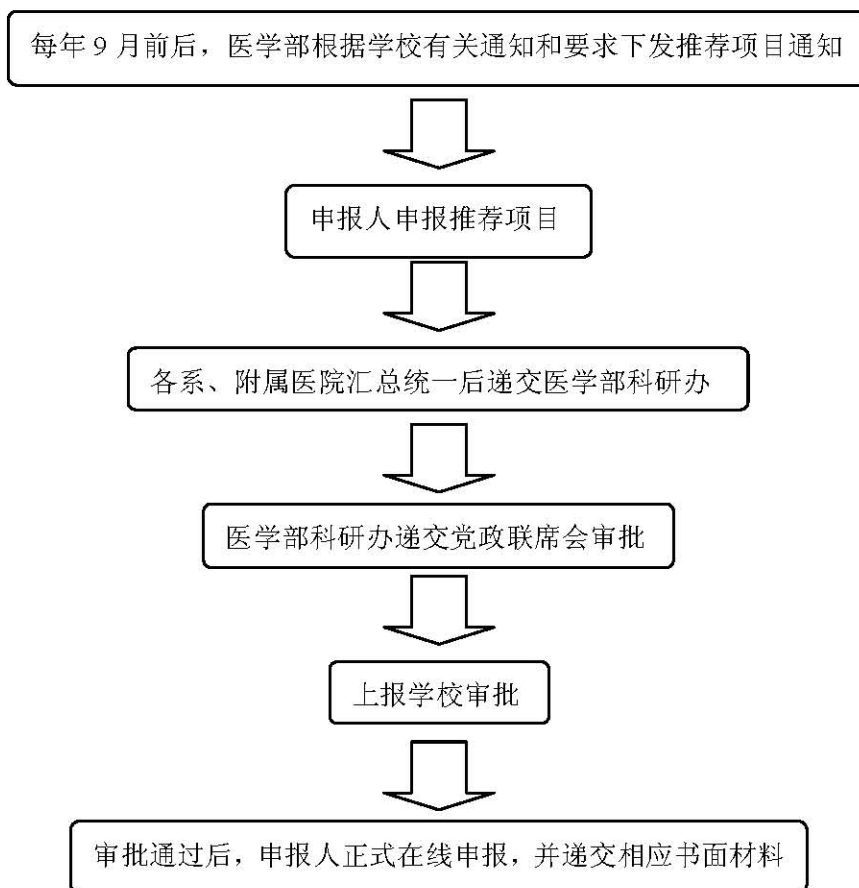 每年9月前后，医学部根据学校有关通知和要求下发推荐项目通知
申报人申报推荐项目
各系、附属医院汇总统一后递交医学部科研办
医学部科研办递交党政联席会审批
上报学校审批
审批通过后，申报人正式在线申报，并递交相应书面材料